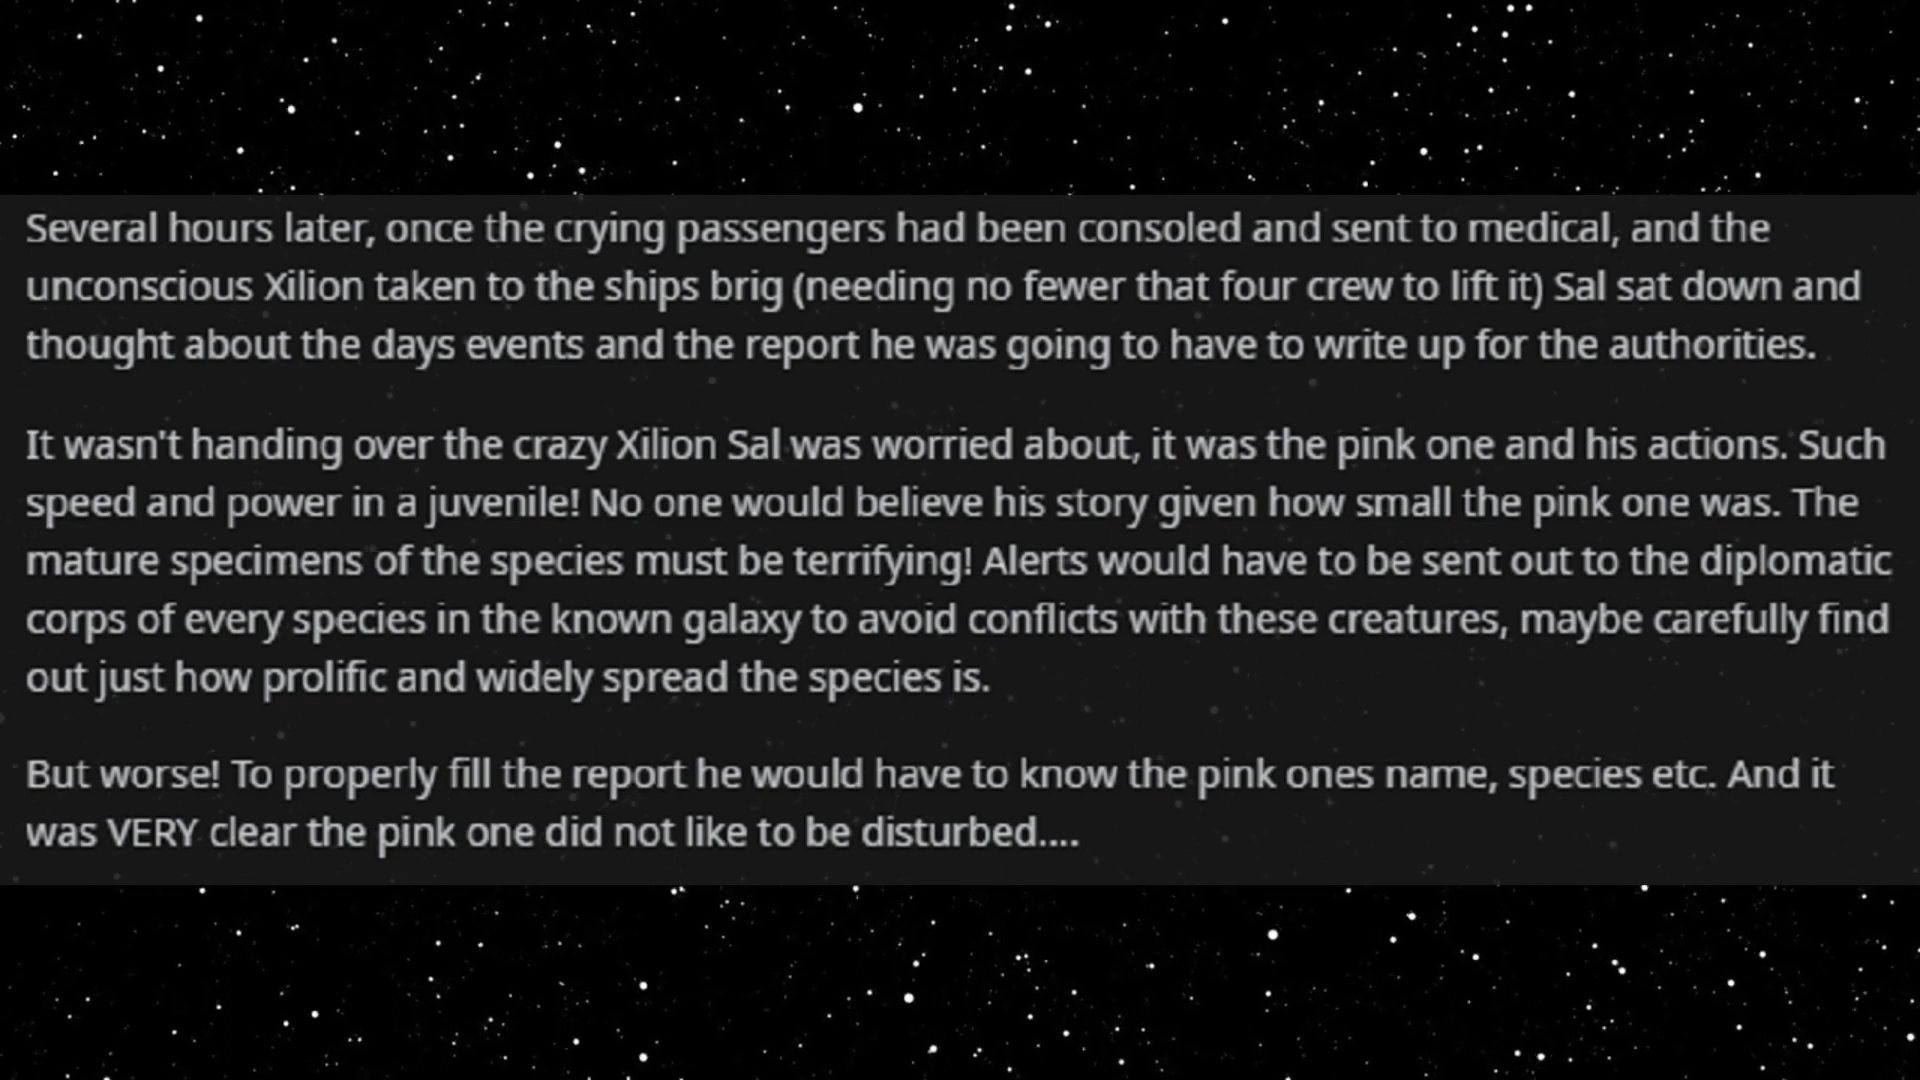 Several hours later, once the crying passengers had been consoled and sent to medical, and the
unconscious Xilion taken to the ships brig (needing no fewer that four crew to lift it) Sal sat down and
thought about the days events and the report he was going to have to write up for the authorities.
It wasn't handing over the crazy Xilion Sal was worried about, it was the pink one and his actions. Such
speed and power in a juvenile! No one would believe his story given how small the pink one was. The
mature specimens of the species must be terrifying! Alerts would have to be sent out to the diplomatic
corps of every species in the known galaxy to avoid conflicts with these creatures, maybe carefully find
out just how prolific and widely spread the species is.
But worse! To properly fill the report he would have to know the pink ones name, species etc. And it
was VERY clear the pink one did not like to be disturbed....